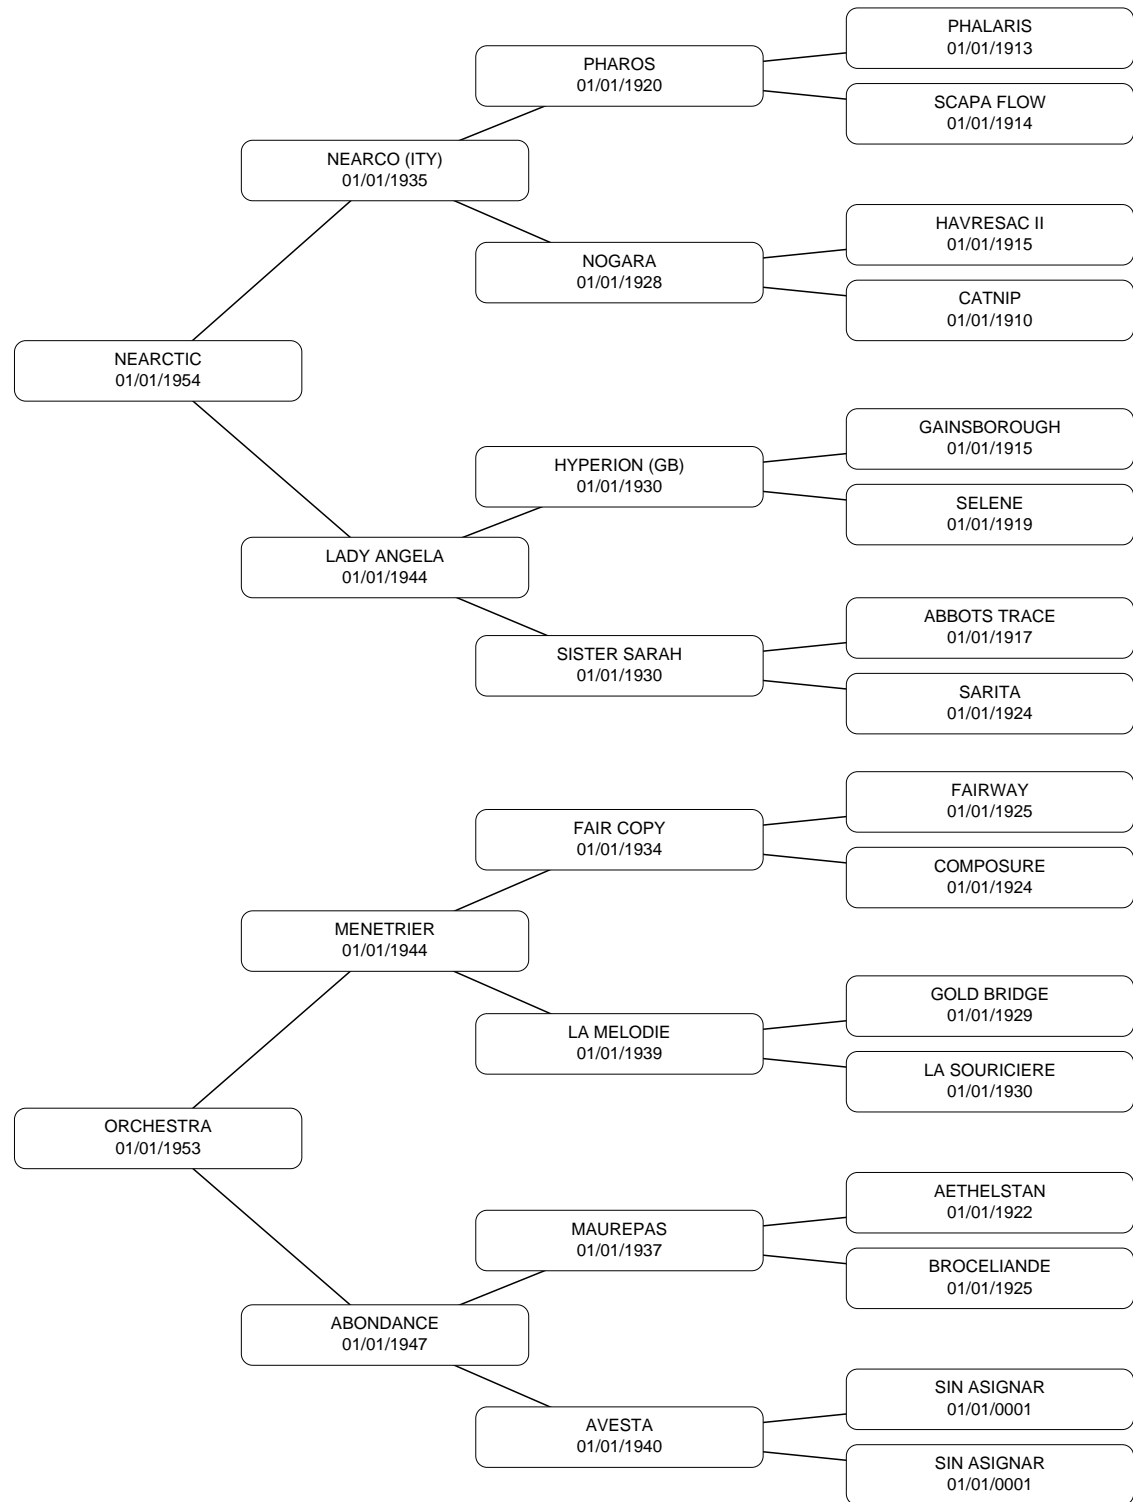 PHALARIS
01/01/1913
PHAROS
01/01/1920
SCAPA FLOW
01/01/1914
NEARCO (ITY)
01/01/1935
HAVRESAC II
01/01/1915
NOGARA
01/01/1928
CATNIP
01/01/1910
NEARCTIC
01/01/1954
GAINSBOROUGH
01/01/1915
HYPERION (GB)
01/01/1930
SELENE
01/01/1919
LADY ANGELA
01/01/1944
ABBOTS TRACE
01/01/1917
SISTER SARAH
01/01/1930
SARITA
01/01/1924
FAIRWAY
01/01/1925
FAIR COPY
01/01/1934
COMPOSURE
01/01/1924
MENETRIER
01/01/1944
GOLD BRIDGE
01/01/1929
LA MELODIE
01/01/1939
LA SOURICIERE
01/01/1930
ORCHESTRA
01/01/1953
AETHELSTAN
01/01/1922
MAUREPAS
01/01/1937
BROCELIANDE
01/01/1925
ABONDANCE
01/01/1947
SIN ASIGNAR
01/01/0001
AVESTA
01/01/1940
SIN ASIGNAR
01/01/0001